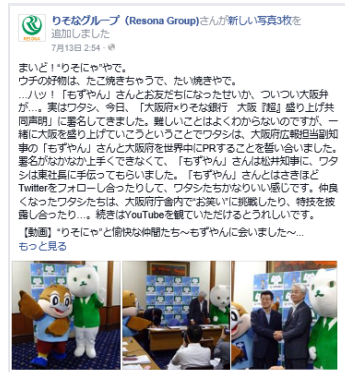 りそなグループ（Resona Group)さんが新しい写真3枚を
追加しました
RESONA
7月13日 2:54 ·
まいど！“りそにゃ”やで。
ウチの好物は、たこ焼きちゃうで、たい焼きやで。
…ハッ！「もずやん」さんとお友だちになったせいか、ついつい大阪弁
が…。実はワタシ、今日、「大阪府×りそな銀行　大阪『超』盛り上げ共
同声明」に署名してきました。難しいことはよくわからないのですが、一
緒に大阪を盛り上げていこうということでワタシは、大阪府広報担当副知
事の「もずやん」さんと大阪を世界中にPRすることを誓い合いました。
署名がなかなか上手くできなくて、「もずやん」さんは松井知事に、ワタ
シは東社長に手伝ってもらいました。「もずやん」さんとはさきほど
Twitterをフォローし合ったりして、ワタシたちかなりいい感じです。仲良
くなったワタシたちは、大阪府庁舎内で“お笑い”に挑戦したり、特技を披
露し合ったり…。続きはYouTubeを観ていただけるとうれしいです。
【動画】“りそにゃ”と愉快な仲間たち～もずやんに会いました～...
もっと見る